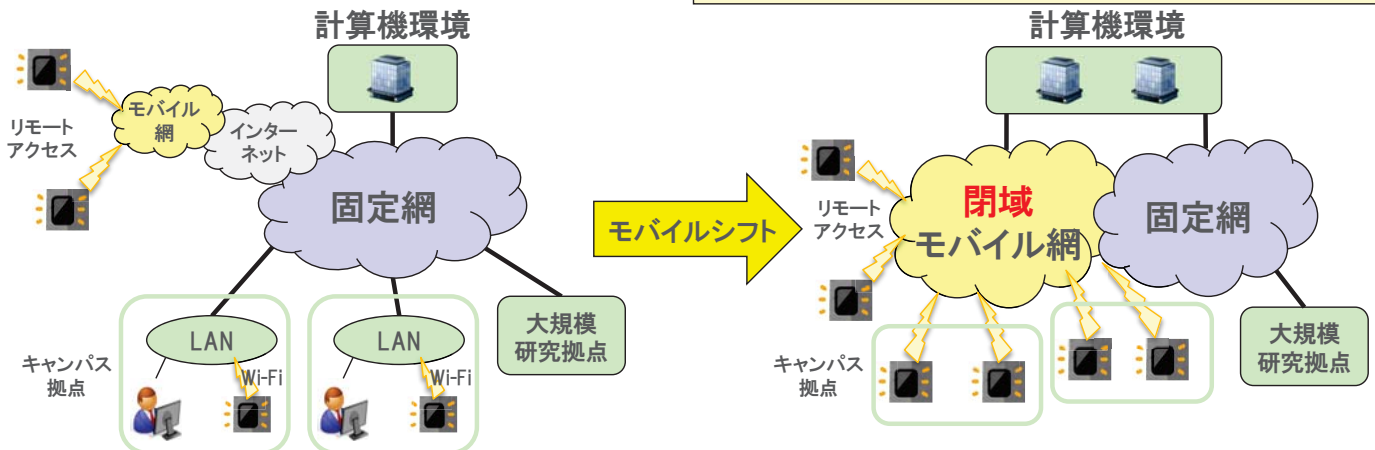 計算機環境
リモート
アクセス
モバイル
網
インター
ネット
固定網
LAN
Wi-Fi
LAN
Wi-Fi
キャンパス
拠点
大規模
研究拠点
モバイルシフト
計算機環境
リモート
アクセス
閉域
モバイル網
固定網
キャンパス
拠点
大規模
研究拠点